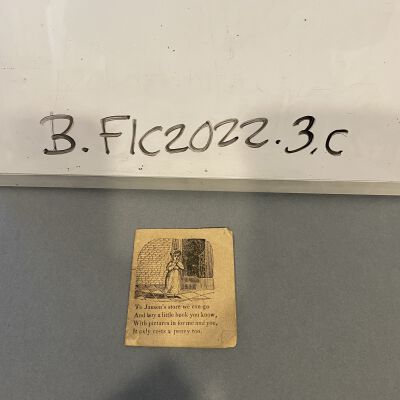 B.FIC2022.3.C
To Jansen's store we can go
And buy a little book you know,
With pictures in for me and you,
It only costs a penny too.